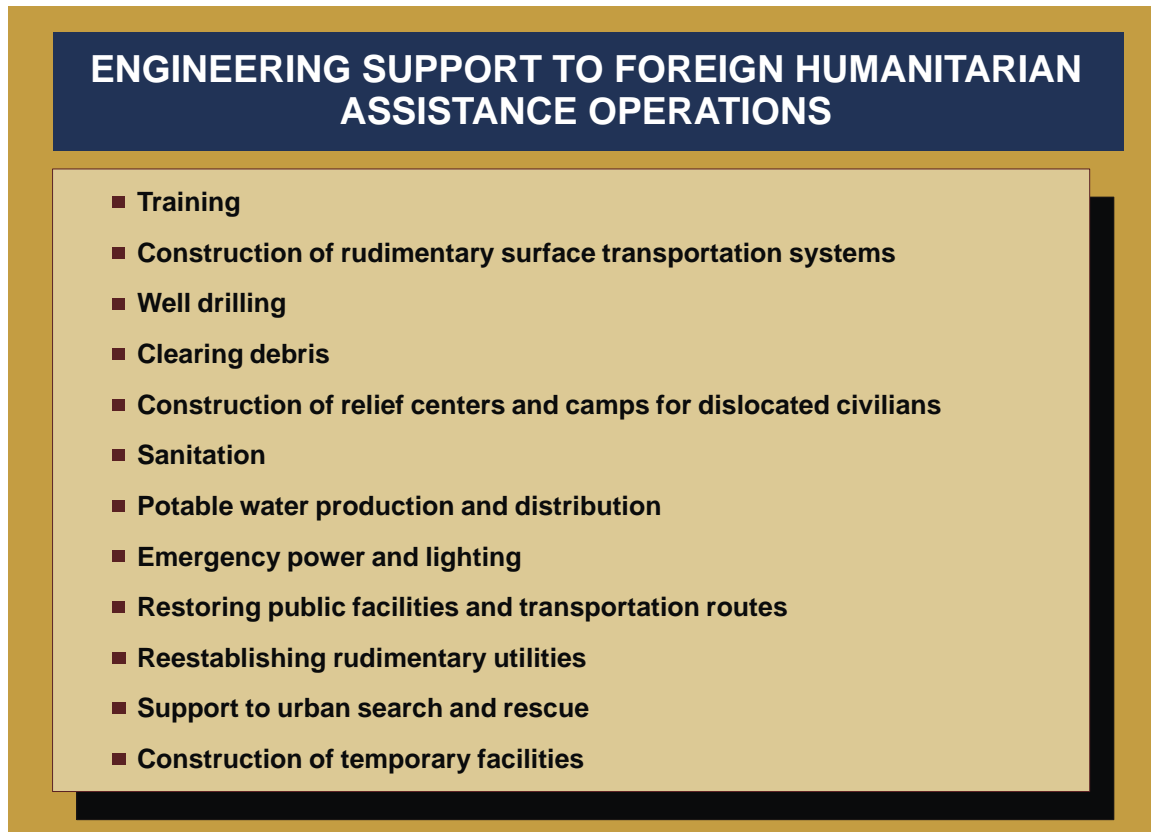 ENGINEERING SUPPORT TO FOREIGN HUMANITARIAN
ASSISTANCE OPERATIONS
Training
Construction of rudimentary surface transportation systems
Well drilling
Clearing debris
Construction of relief centers and camps for dislocated civilians
Sanitation
Potable water production and distribution
Emergency power and lighting
Restoring public facilities and transportation routes
Reestablishing rudimentary utilities
Support to urban search and rescue
Construction of temporary facilities